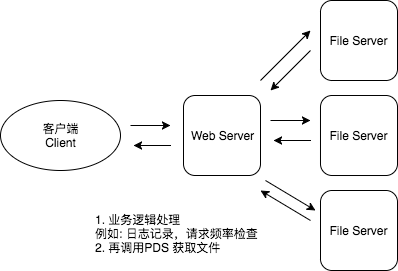 File Server
客户端
Client
Web Server
File Server
File Server
1. 业务逻辑处理
例如: 日志记录，请求频率检查
2. 再调用PDS 获取文件